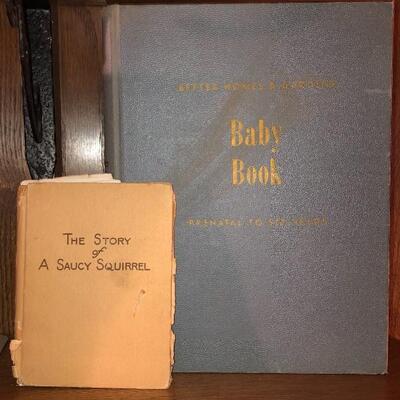 BETTER HOMES & GARDENS
Baby
Book
PRENATAL TO SIX YEARS
THE STORY
of
A SAUCY SQUIRREL